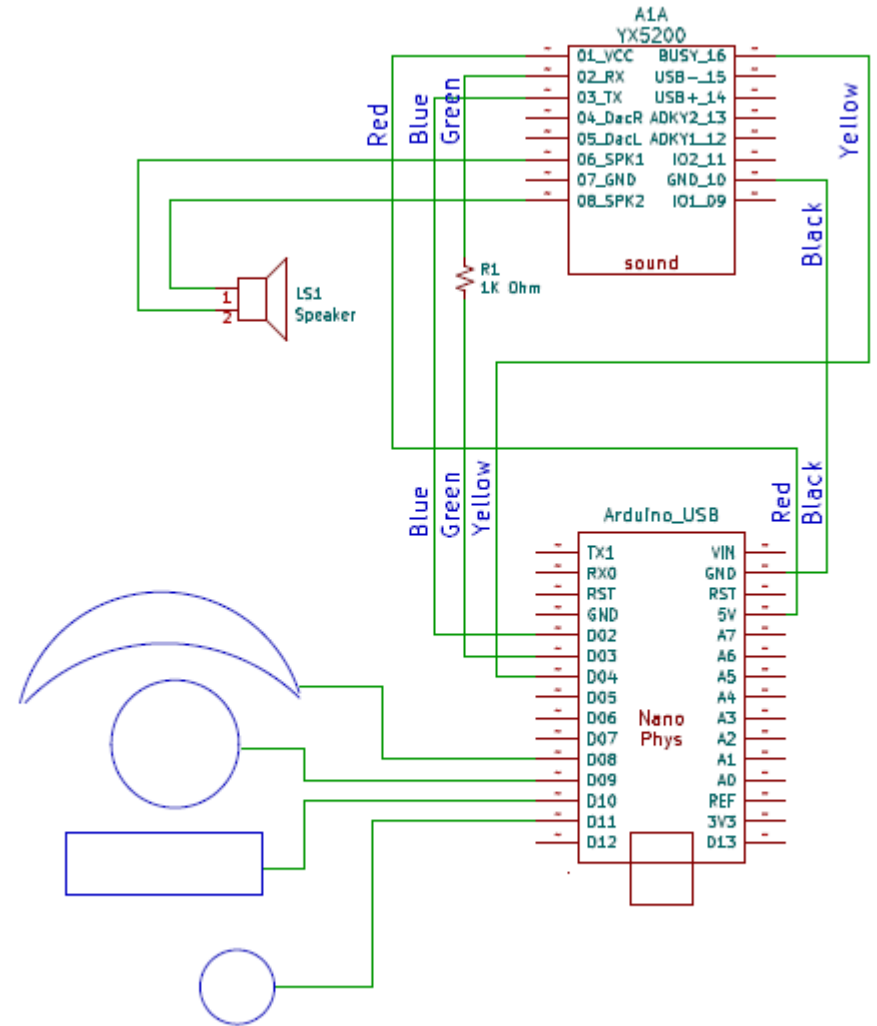 A1A
YX5200
01_VCC BUSY_16
02_RX USB-_15
03_TX USB+_14
04_DacR ADKY2_13
05_DacL ADKY1_12
06_SPK1 IO2_11
07_GND GND_10
08_SPK2 IO1_09
sound
Red
Blue
Green
Yellow
Black
R1
1K Ohm
1
2
LS1
Speaker
Blue
Green
Yellow
Red
Black
Arduino_USB
TX1 VIN
RX0 GND
RST RST
GND 5V
D02 A7
D03 A6
D04 A5
D05 A4
D06 A3
D07 A2
D08 A1
D09 A0
D10 REF
D11 3V3
D12 D13
Nano
Phys